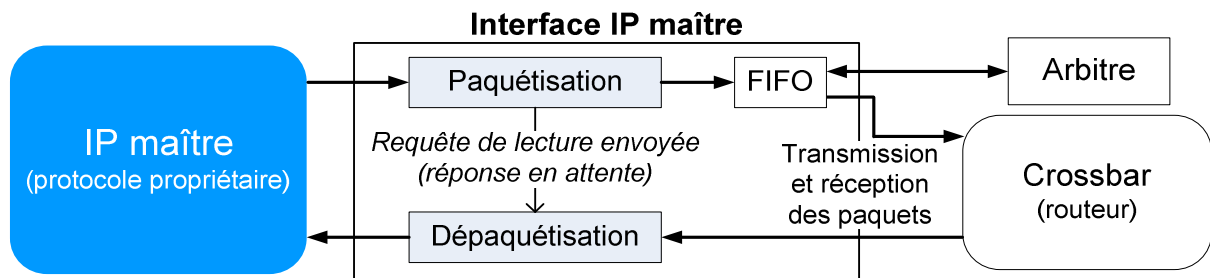 Interface IP maître
Paquétisation
FIFO
Arbitre
IP maître
(protocole propriétaire)
Requête de lecture envoyée
(réponse en attente)
Transmission
et réception
des paquets
Crossbar
(routeur)
Dépaquétisation